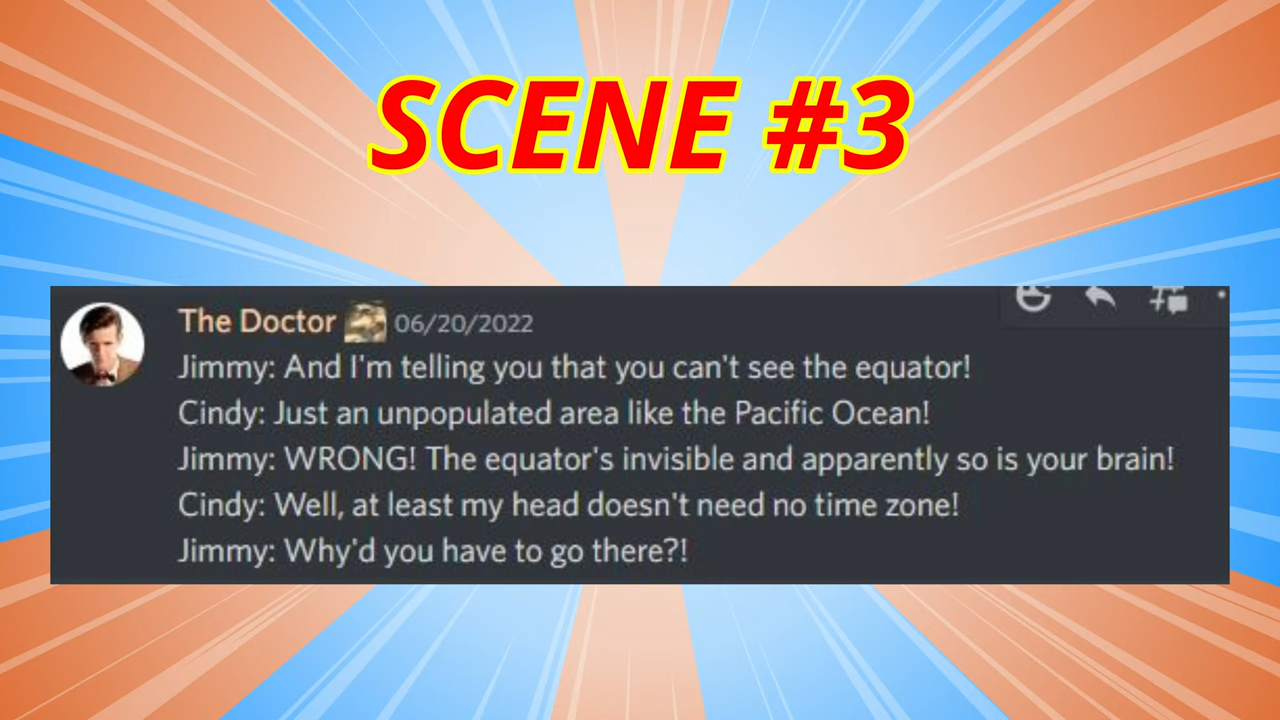 SCENE #3
The Doctor 06/20/2022
Jimmy: And I'm telling you that you can't see the equator!
Cindy: Just an unpopulated area like the Pacific Ocean!
Jimmy: WRONG! The equator's invisible and apparently so is your brain!
Cindy: Well, at least my head doesn't need no time zone!
Jimmy: Why'd you have to go there?!